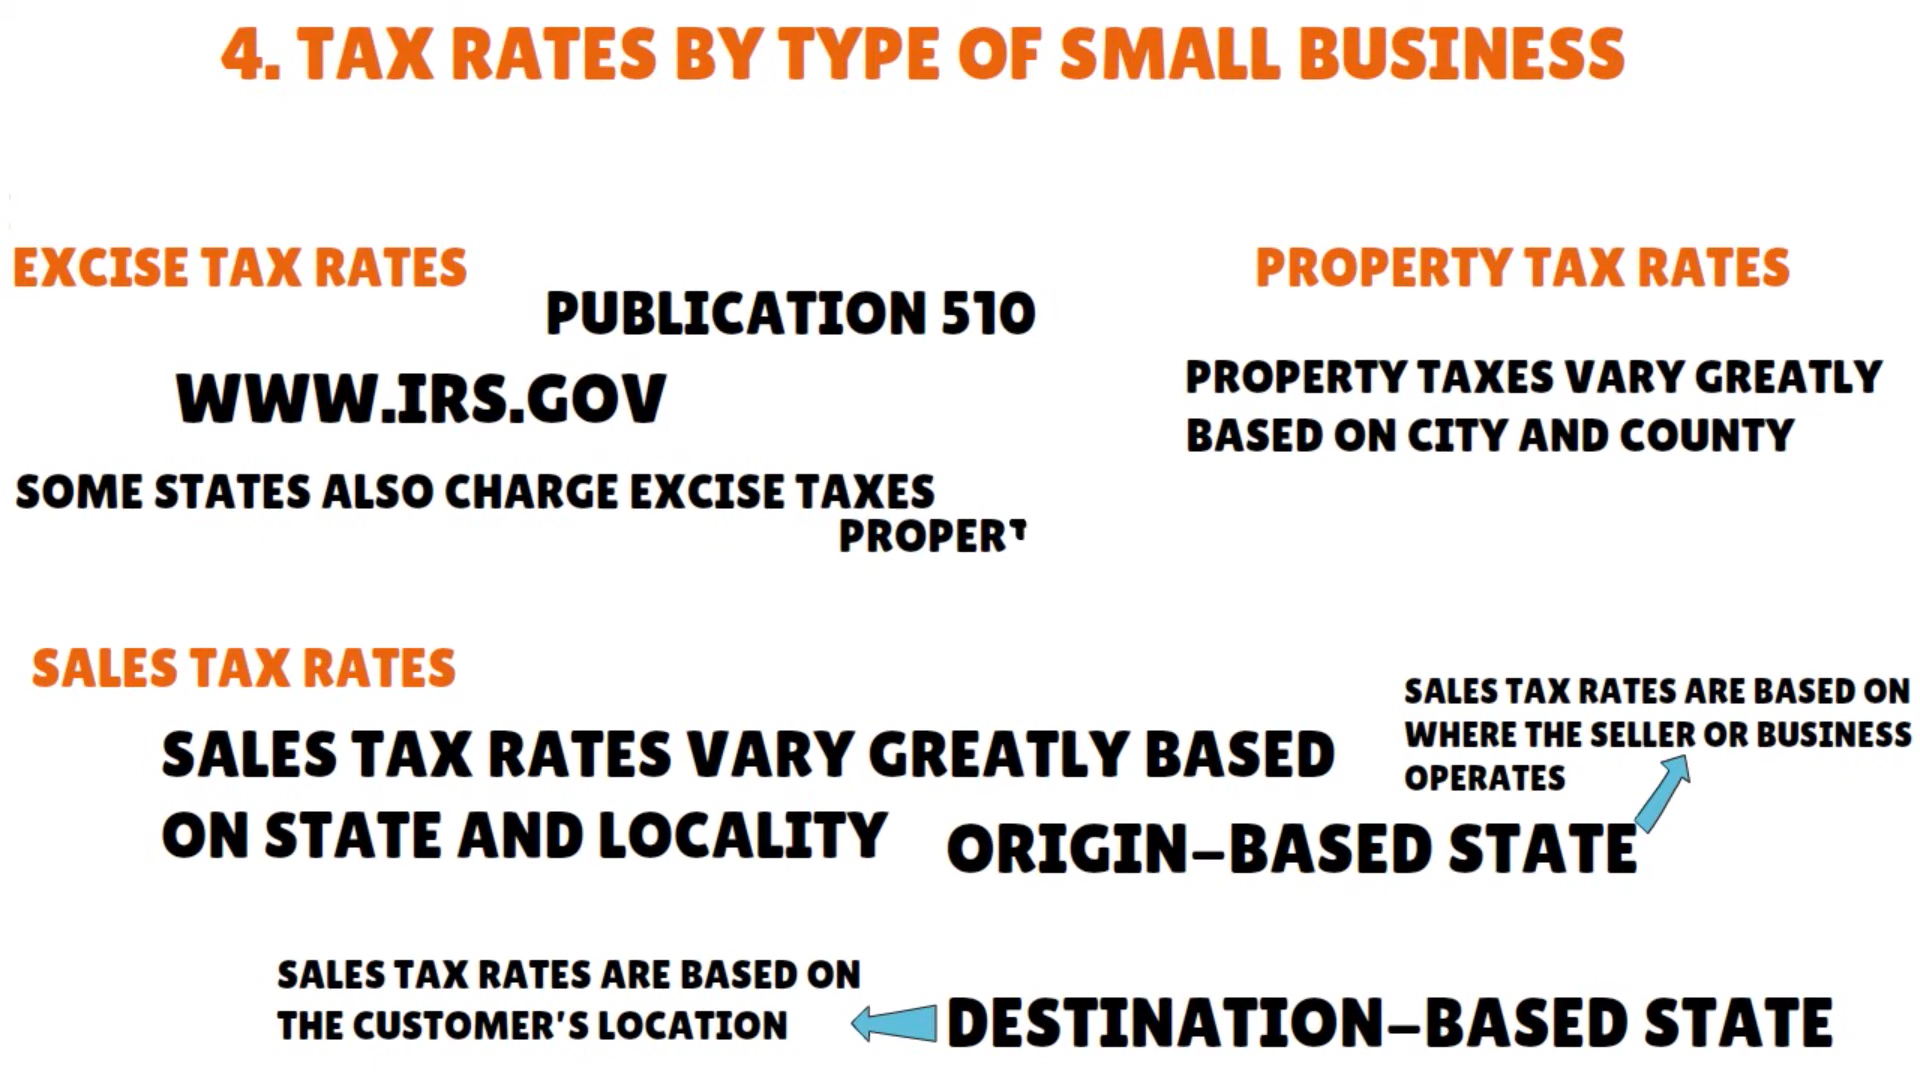 4. TAX RATES BY TYPE OF SMALL BUSINESS
EXCISE TAX RATES
PUBLICATION 510
WWW.IRS.GOV
SOME STATES ALSO CHARGE EXCISE TAXES
PROPERTY TAX RATES
PROPERTY TAXES VARY GREATLY
BASED ON CITY AND COUNTY
PROPERT
SALES TAX RATES
SALES TAX RATES VARY GREATLY BASED
ON STATE AND LOCALITY
SALES TAX RATES ARE BASED ON
WHERE THE SELLER OR BUSINESS
OPERATES
ORIGIN-BASED STATE
SALES TAX RATES ARE BASED ON
THE CUSTOMER'S LOCATION
DESTINATION-BASED STATE